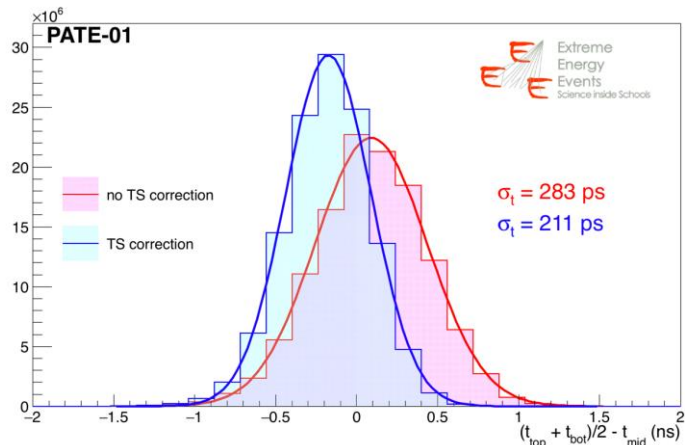 ×10⁶
PATE-01
30
25
20
15
10
5
0
Extreme
Energy
Events
Science inside Schools
no TS correction
TS correction
σt = 283 ps
σt = 211 ps
−2 −1.5 −1 −0.5 0 0.5 1 1.5 2
(ttop + tbot)/2 - tmid (ns)